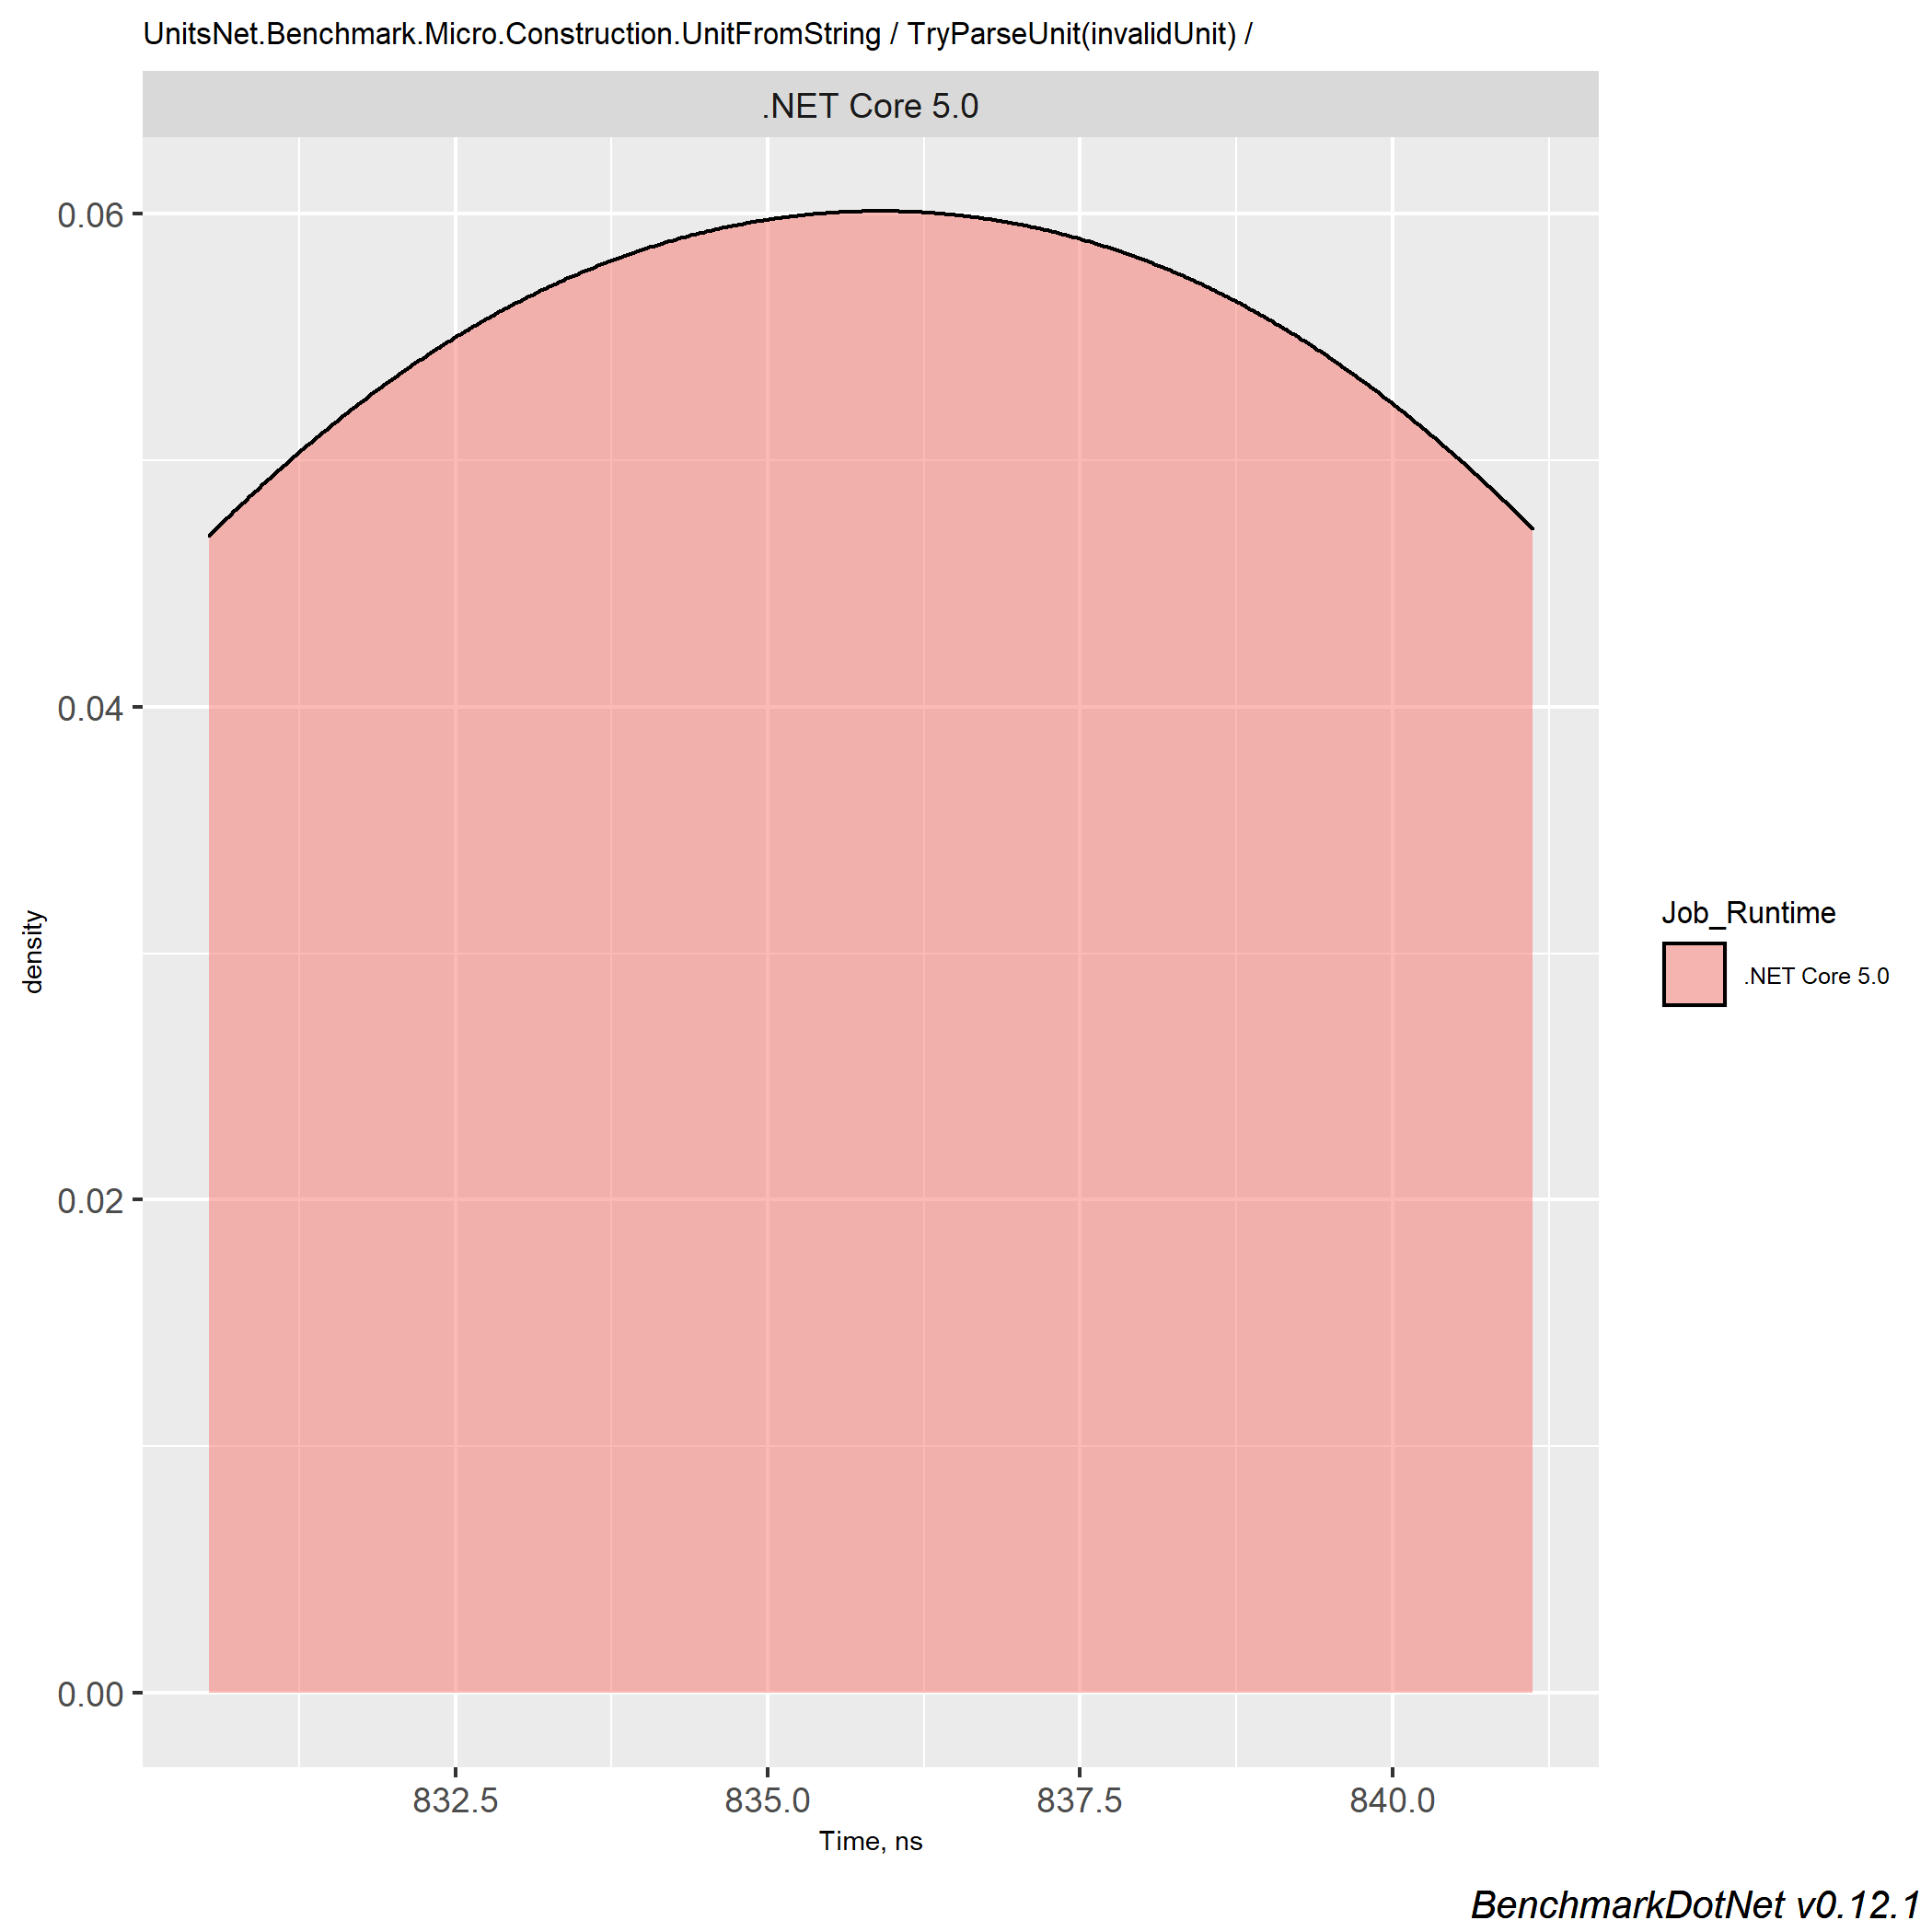 UnitsNet.Benchmark.Micro.Construction.UnitFromString / TryParseUnit(invalidUnit) /
.NET Core 5.0
0.06
0.04
0.02
0.00
density
832.5 835.0 837.5 840.0
Time, ns
Job_Runtime
.NET Core 5.0
BenchmarkDotNet v0.12.1